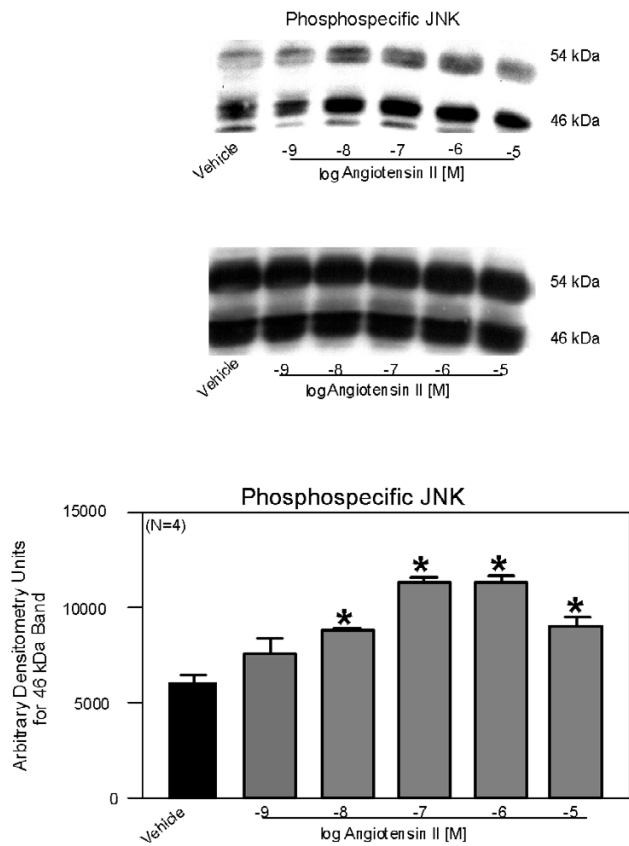 Phosphospecific JNK
54 kDa
46 kDa
Vehicle -9 -8 -7 -6 -5
log Angiotensin II [M]
54 kDa
46 kDa
Vehicle -9 -8 -7 -6 -5
log Angiotensin II [M]
Phosphospecific JNK
15000
(N=4)
10000
5000
0
Arbitrary Densitometry Units
for 46 kDa Band
* * * *
Vehicle -9 -8 -7 -6 -5
log Angiotensin II [M]